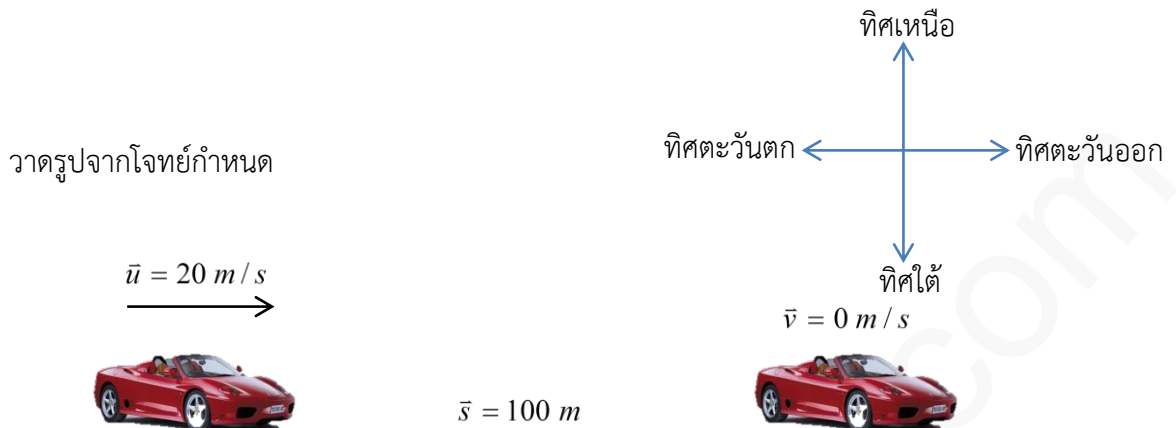 ทิศเหนือ
วาดรูปจากโจทย์กำหนด
ทิศตะวันตก
ทิศตะวันออก
ทิศใต้
u⃗ = 20 m / s
v⃗ = 0 m / s
s⃗ = 100 m
com